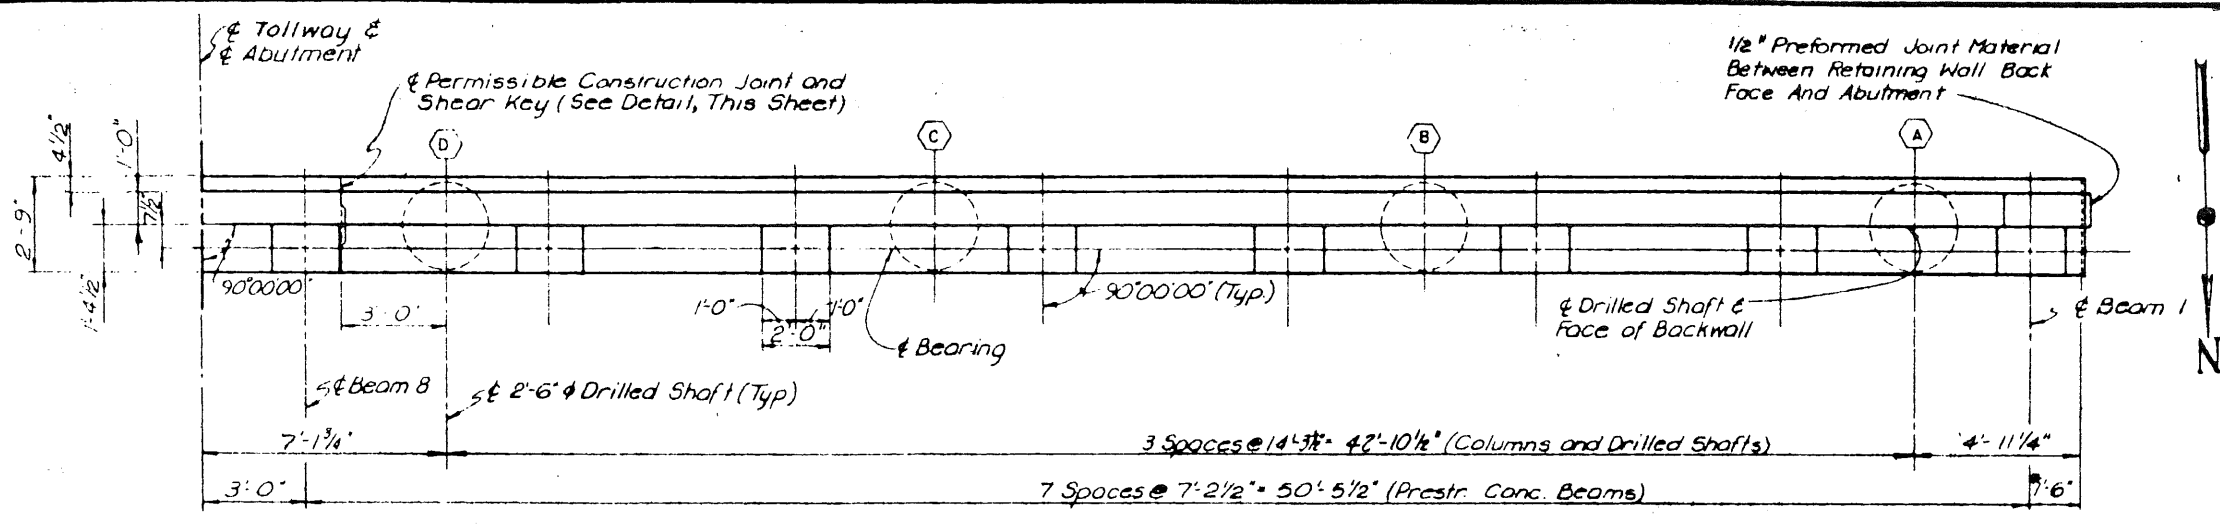 ℄ Tollway &
℄ Abutment
℄ Permissible Construction Joint and
Shear Key (See Detail, This Sheet)
1/2" Preformed Joint Material
Between Retaining Wall Back
Face And Abutment
D
C
B
A
4 1/2"
1'-0"
2'-9"
7 1/2"
1'-4 1/2"
90°00'00"
3'-0"
1'-0"
1'-0"
2'-0"
90°00'00" (Typ.)
℄ Bearing
℄ Drilled Shaft &
Face of Backwall
℄ Beam 1
N
℄ Beam 8
℄ 2'-6" φ Drilled Shaft (Typ)
7'-1 3/4"
3 Spaces @ 14'-3 1/2" = 42'-10 1/2" (Columns and Drilled Shafts)
4'-11 1/4"
3'-0"
7 Spaces @ 7'-2 1/2" = 50'-5 1/2" (Prestr. Conc. Beams)
1'-6"